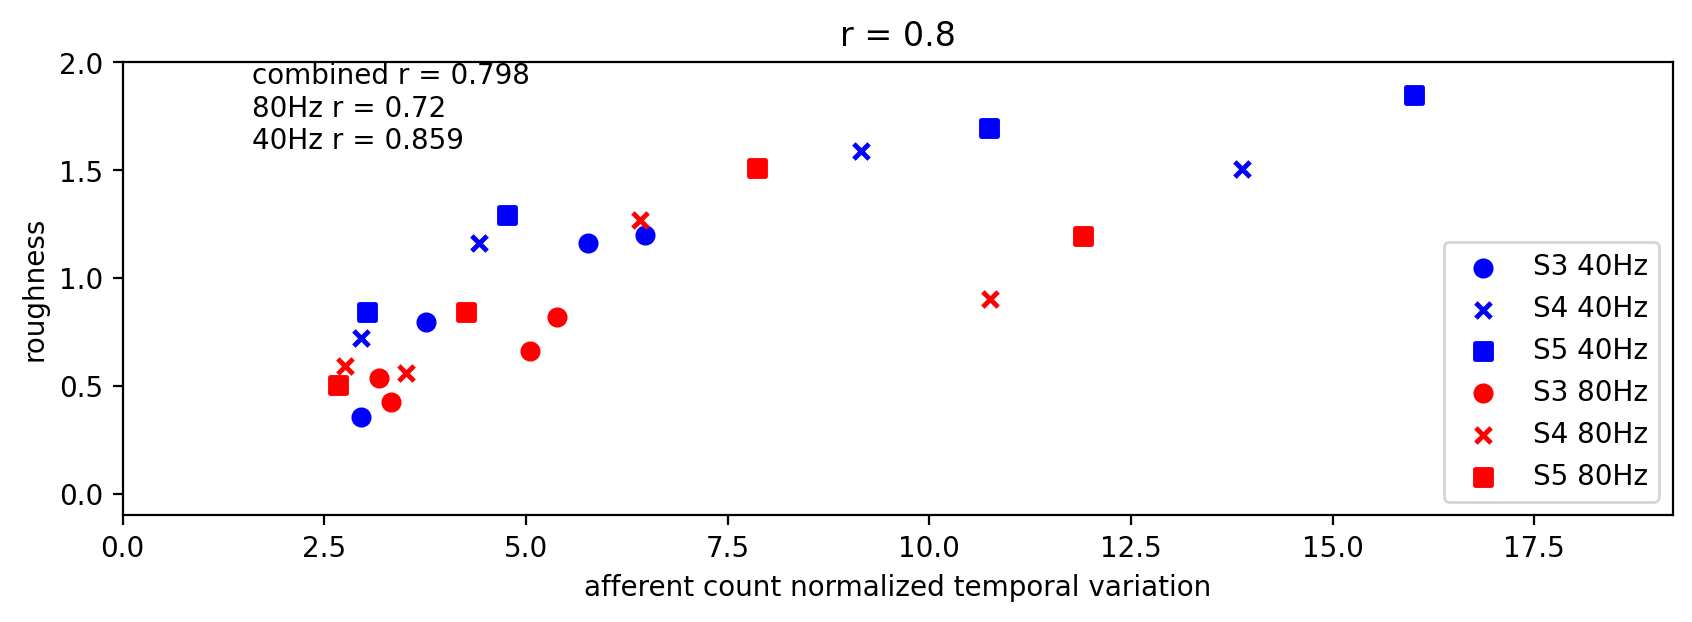 r = 0.8
combined r = 0.798
80Hz r = 0.72
40Hz r = 0.859
2.0
1.5
1.0
0.5
0.0
roughness
0.0 2.5 5.0 7.5 10.0 12.5 15.0 17.5
afferent count normalized temporal variation
S3 40Hz
S4 40Hz
S5 40Hz
S3 80Hz
S4 80Hz
S5 80Hz